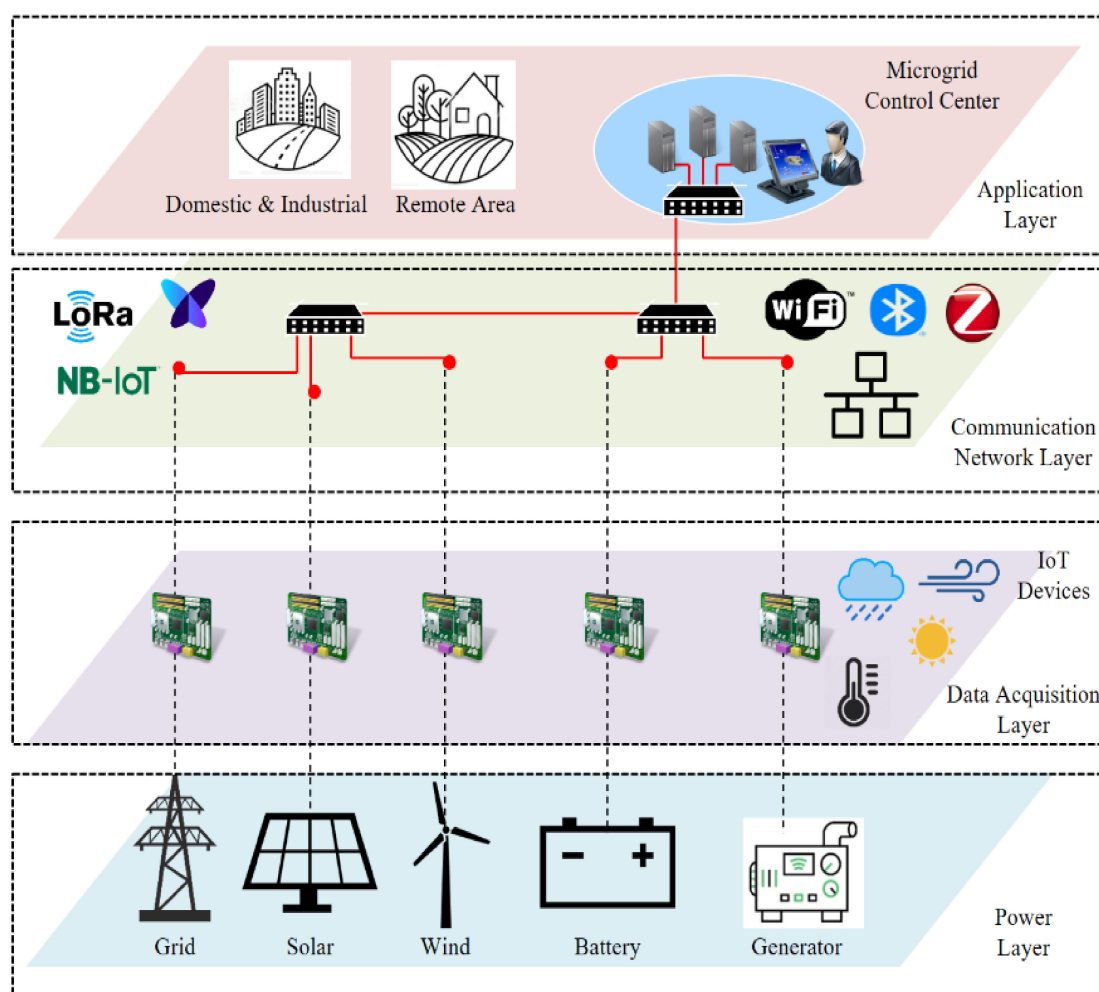 Microgrid
Control Center
Domestic & Industrial
Remote Area
Application
Layer
LoRa
WiFi™
Z
NB-IoT
Communication
Network Layer
IoT
Devices
Data Acquisition
Layer
Grid
Solar
Wind
Battery
Generator
Power
Layer